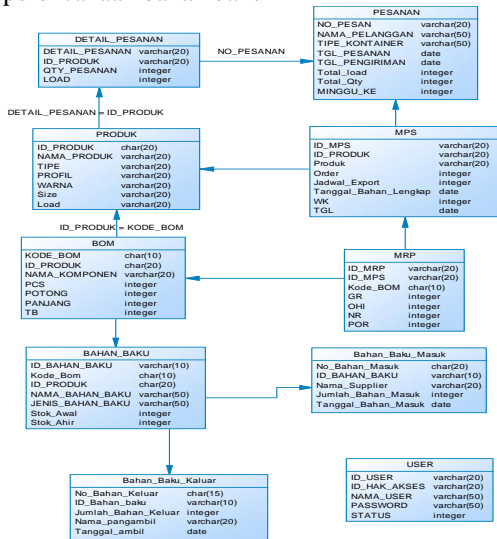 DETAIL_PESANAN
DETAIL_PESANAN varchar(20)
ID_PRODUK varchar(20)
QTY_PESANAN integer
LOAD integer
NO_PESANAN
PESANAN
NO_PESAN varchar(20)
NAMA_PELANGGAN varchar(50)
TIPE_KONTAINER varchar(50)
TGL_PESANAN date
TGL_PENGIRIMAN date
Total_load integer
Total_Qty integer
MINGGU_KE integer
DETAIL_PESANAN = ID_PRODUK
PRODUK
ID_PRODUK char(20)
NAMA_PRODUK varchar(20)
TIPE varchar(20)
PROFIL varchar(20)
WARNA varchar(20)
Size varchar(20)
Load varchar(20)
MPS
ID_MPS varchar(20)
ID_PRODUK varchar(20)
Produk varchar(20)
Order integer
Jadwal_Export integer
Tanggal_Bahan_Lengkap date
WK integer
TGL date
ID_PRODUK = KODE_BOM
BOM
KODE_BOM char(10)
ID_PRODUK char(20)
NAMA_KOMPONEN varchar(20)
PCS integer
POTONG integer
PANJANG integer
TB integer
MRP
ID_MRP varchar(20)
ID_MPS varchar(20)
Kode_BOM char(10)
GR integer
OHI integer
NR integer
POR integer
BAHAN_BAKU
ID_BAHAN_BAKU varchar(10)
Kode_Bom char(10)
ID_PRODUK char(20)
NAMA_BAHAN_BAKU varchar(50)
JENIS_BAHAN_BAKU varchar(50)
Stok_Awal integer
Stok_Ahir integer
Bahan_Baku_Masuk
No_Bahan_Masuk char(20)
ID_BAHAN_BAKU varchar(10)
Nama_Supplier varchar(20)
Jumlah_Bahan_Masuk integer
Tanggal_Bahan_Masuk date
Bahan_Baku_Kaluar
No_Bahan_Keluar char(15)
ID_Bahan_baku varchar(10)
Jumlah_Bahan_Keluar integer
Nama_pangambil varchar(20)
Tanggal_ambil date
USER
ID_USER varchar(20)
ID_HAK_AKSES varchar(20)
NAMA_USER varchar(50)
PASSWORD varchar(50)
STATUS integer